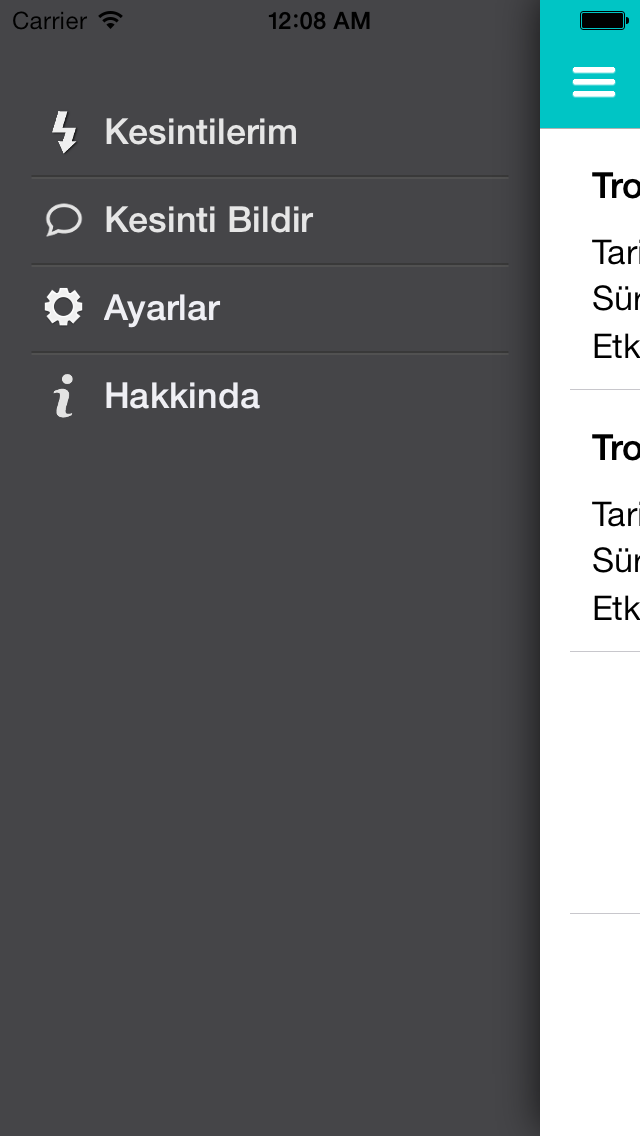 Carrier 12:08 AM
Kesintilerim
Kesinti Bildir
Ayarlar
Hakkinda
Tro
Tari
Sür
Etk
Tro
Tari
Sür
Etk